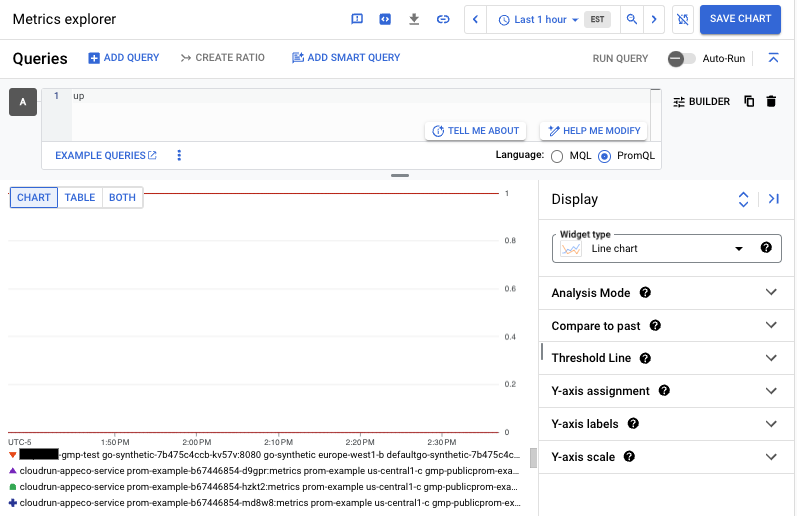 Metrics explorer
Last 1 hour EST
SAVE CHART
Queries
ADD QUERY
CREATE RATIO
ADD SMART QUERY
RUN QUERY
Auto-Run
A
1 up
TELL ME ABOUT
HELP ME MODIFY
BUILDER
EXAMPLE QUERIES
Language: MQL PromQL
CHART TABLE BOTH
1
0.8
0.6
0.4
0.2
0
UTC-5 1:50 PM 2:00 PM 2:10 PM 2:20 PM 2:30 PM
-gmp-test go-synthetic-7b475c4ccb-kv57v:8080 go-synthetic europe-west1-b defaultgo-synthetic-7b475c4c...
cloudrun-appeco-service prom-example-b67446854-d9gpr:metrics prom-example us-central1-c gmp-publicprom-exa...
cloudrun-appeco-service prom-example-b67446854-hzkt2:metrics prom-example us-central1-c gmp-publicprom-exa...
cloudrun-appeco-service prom-example-b67446854-md8w8:metrics prom-example us-central1-c gmp-publicprom-ex...
Display
Widget type
Line chart
Analysis Mode
Compare to past
Threshold Line
Y-axis assignment
Y-axis labels
Y-axis scale